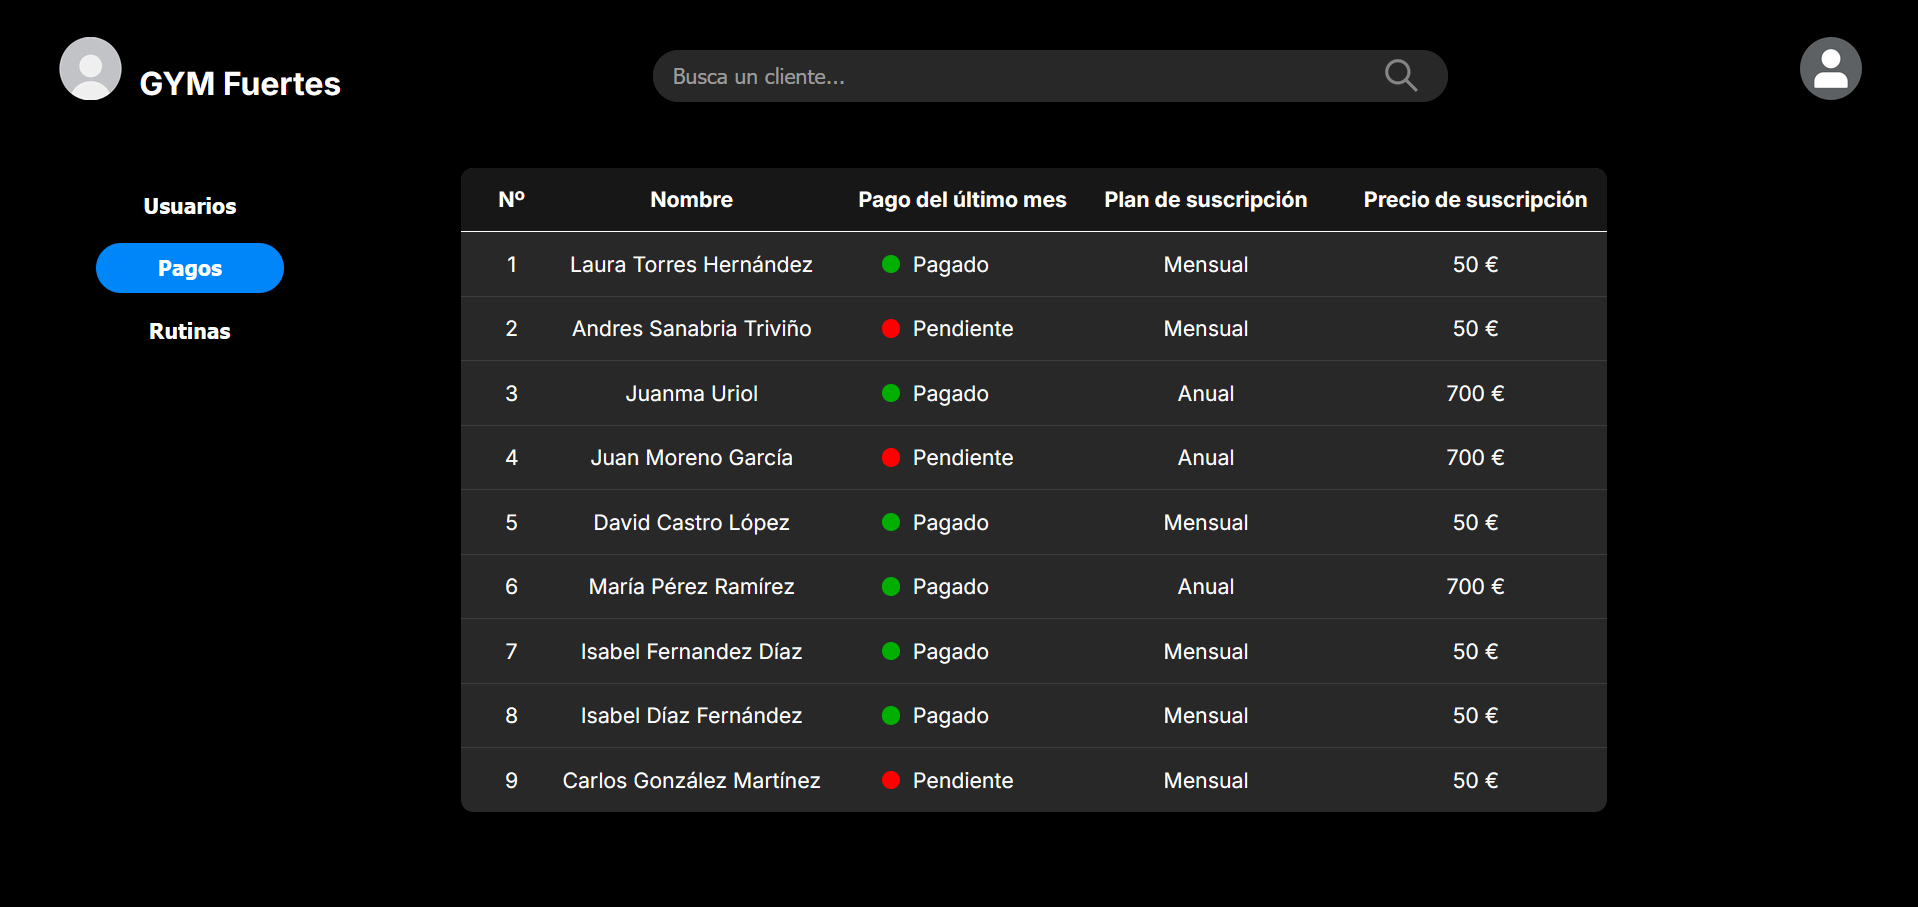 GYM Fuertes
Busca un cliente...
Usuarios
Pagos
Rutinas
Nº Nombre Pago del último mes Plan de suscripción Precio de suscripción
1 Laura Torres Hernández Pagado Mensual 50 €
2 Andres Sanabria Triviño Pendiente Mensual 50 €
3 Juanma Uriol Pagado Anual 700 €
4 Juan Moreno García Pendiente Anual 700 €
5 David Castro López Pagado Mensual 50 €
6 María Pérez Ramírez Pagado Anual 700 €
7 Isabel Fernandez Díaz Pagado Mensual 50 €
8 Isabel Díaz Fernández Pagado Mensual 50 €
9 Carlos González Martínez Pendiente Mensual 50 €